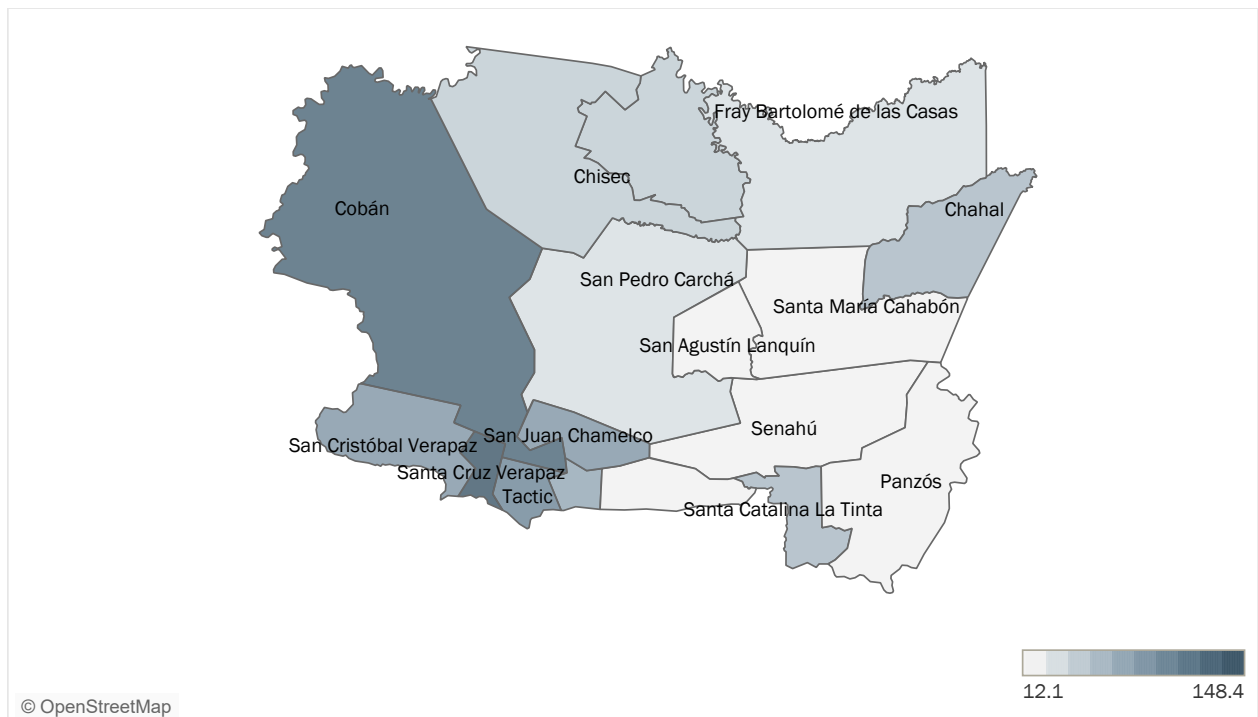 Fray Bartolomé de las Casas
Chisec
Cobán
Chahal
San Pedro Carchá
Santa María Cahabón
San Agustín Lanquín
Senahú
San Juan Chamelco
San Cristóbal Verapaz
Santa Cruz Verapaz
Panzós
Tactic
Santa Catalina La Tinta
12.1 148.4
© OpenStreetMap